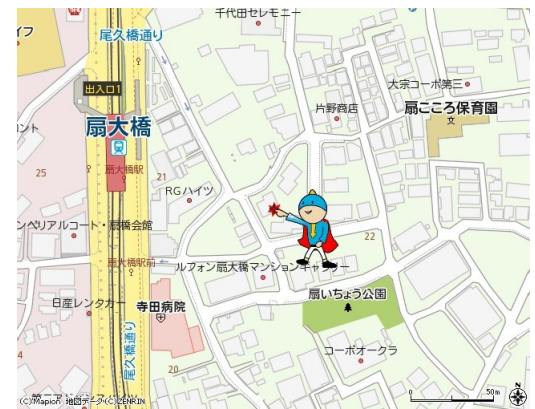 千代田セレモニー
イフ
尾久橋通り
大宗コーポ第三
出入口1
片野商店
扇こころ保育園
扇大橋
扇大橋駅
21
25
RGハイツ
26
インペリアルコート・扇橋会館
22
扇大橋駅前
ルフォン扇大橋マンションギャラリー
扇いちょう公園
日産レンタカー
寺田病院
尾久橋通り
コーポオークラ
20
0
50m
(C)Mapion 地図データ(C)ZENRIN